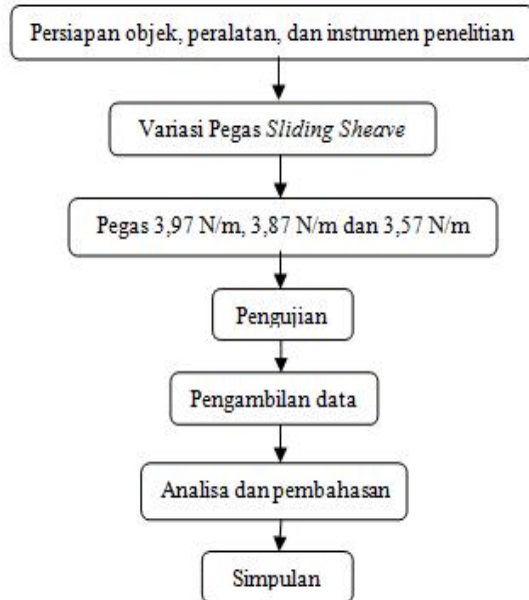 Persiapan objek, peralatan, dan instrumen penelitian
Variasi Pegas Sliding Sheave
Pegas 3,97 N/m, 3,87 N/m dan 3,57 N/m
Pengujian
Pengambilan data
Analisa dan pembahasan
Simpulan